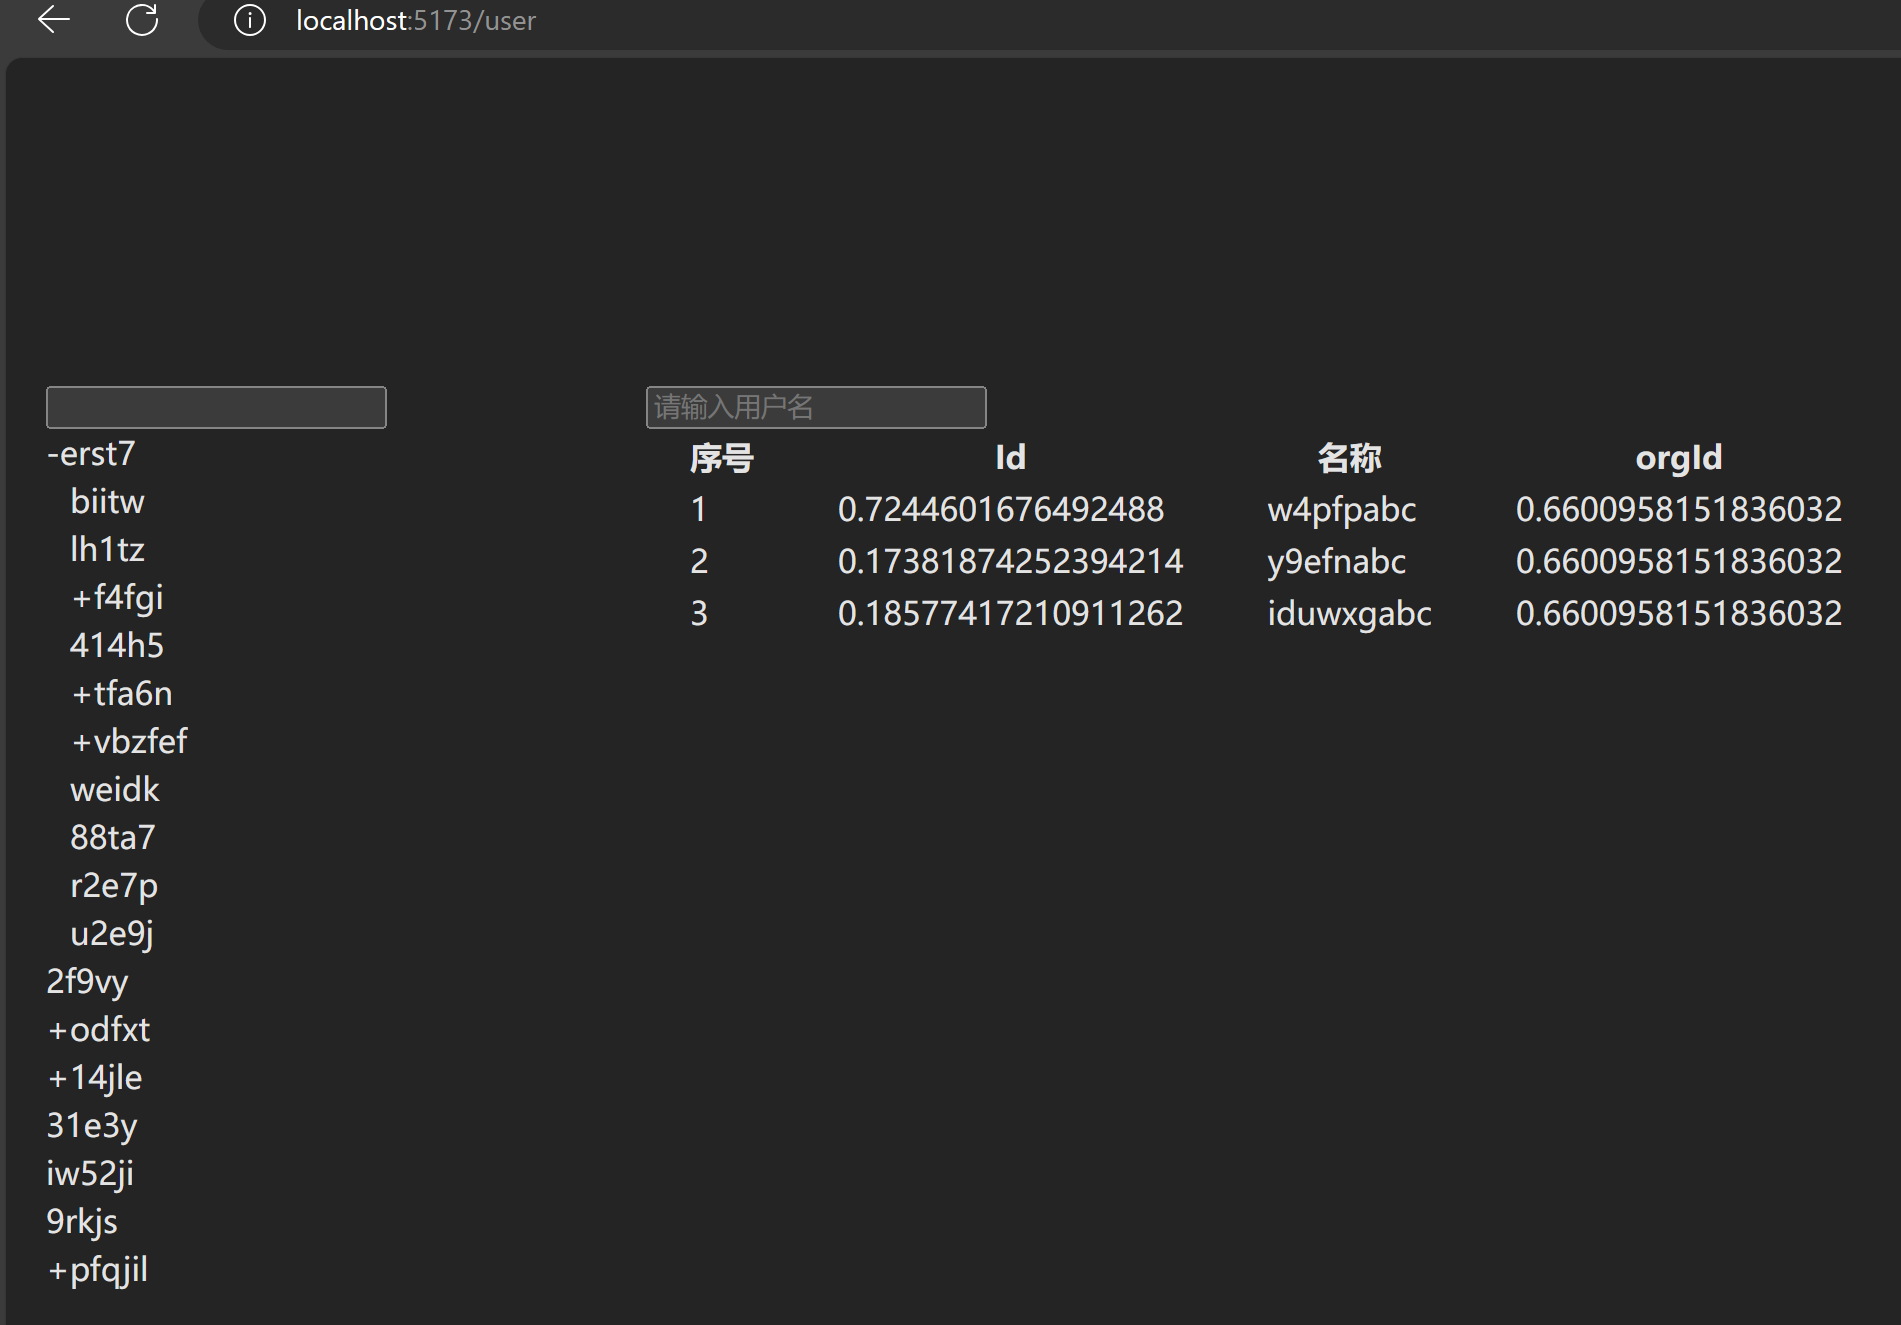 localhost:5173/user
-erst7
biitw
lh1tz
+f4fgi
414h5
+tfa6n
+vbzfef
weidk
88ta7
r2e7p
u2e9j
2f9vy
+odfxt
+14jle
31e3y
iw52ji
9rkjs
+pfqjil
请输入用户名
序号 Id 名称 orgId
1 0.7244601676492488 w4pfpabc 0.6600958151836032
2 0.17381874252394214 y9efnabc 0.6600958151836032
3 0.18577417210911262 iduwxgabc 0.6600958151836032